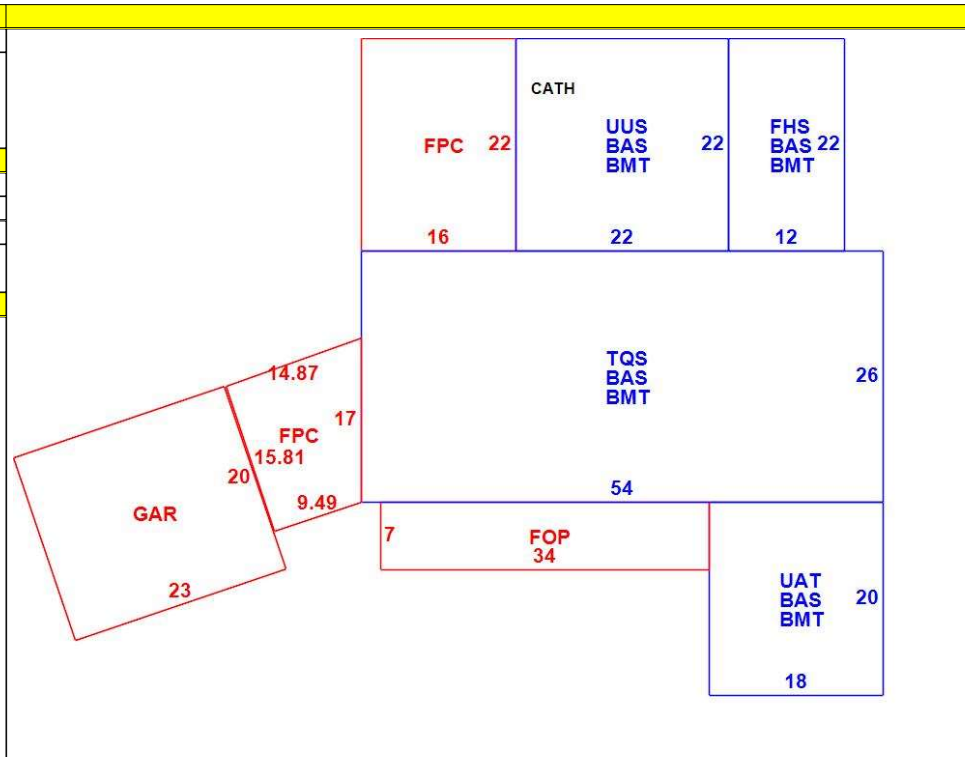 CATH
FPC 22
UUS
BAS
BMT
22
FHS
BAS 22
BMT
16
22
12
TQS
BAS
BMT
26
14.87
17
FPC
15.81
20
9.49
54
GAR
7
FOP
34
23
UAT
BAS
BMT
20
18